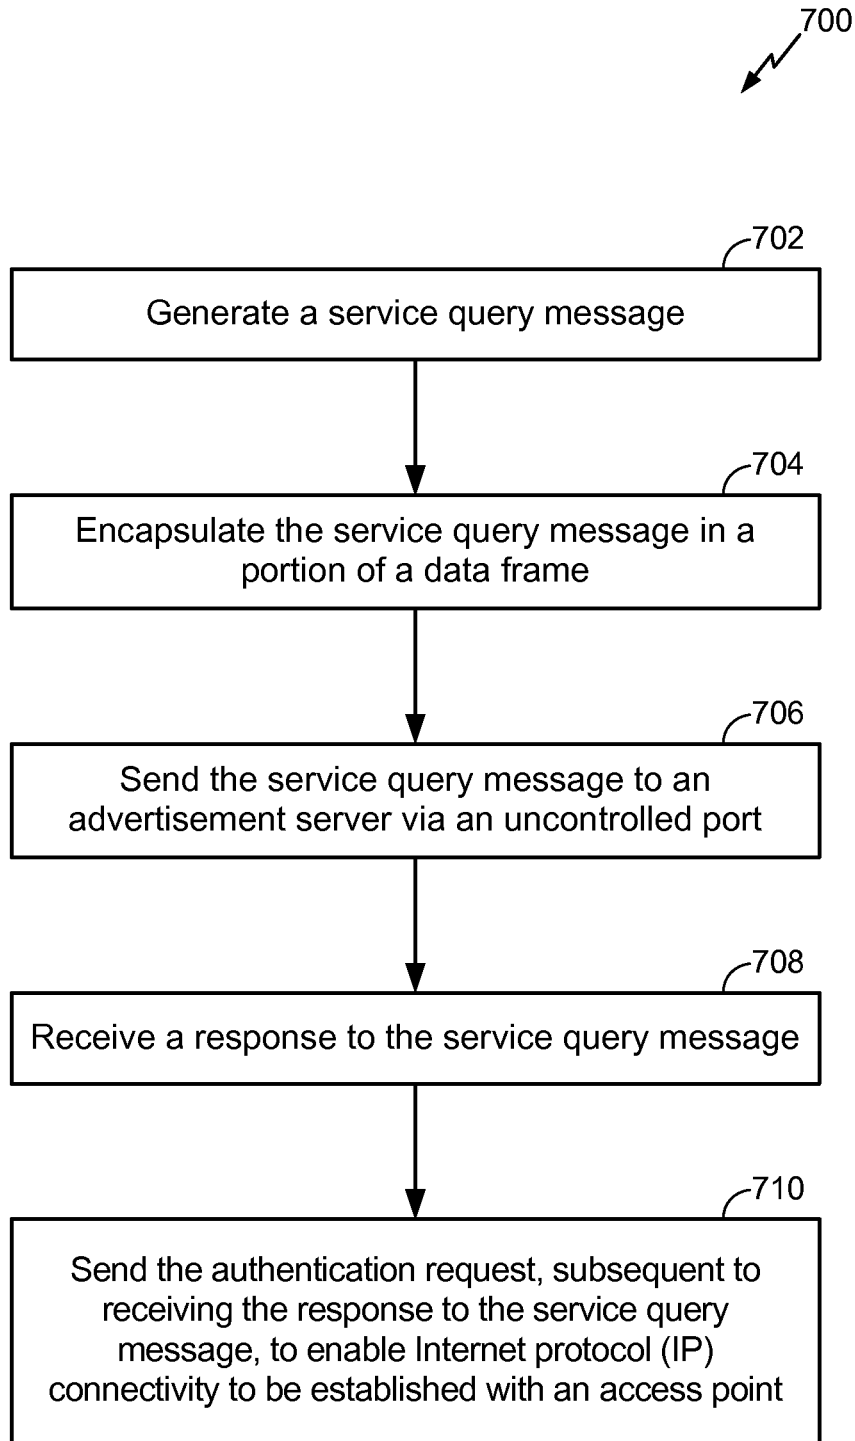 700
702
Generate a service query message
704
Encapsulate the service query message in a
portion of a data frame
706
Send the service query message to an
advertisement server via an uncontrolled port
708
Receive a response to the service query message
710
Send the authentication request, subsequent to
receiving the response to the service query
message, to enable Internet protocol (IP)
connectivity to be established with an access point